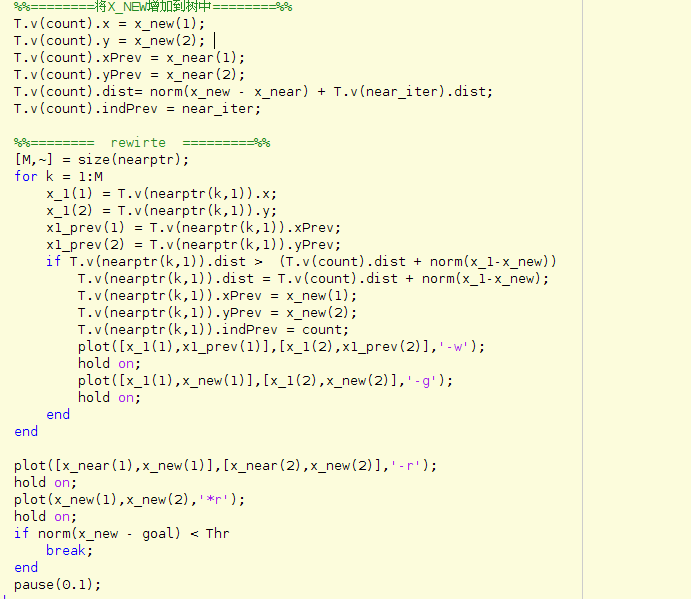 %%========将X_NEW增加到树中========%%
T.v(count).x = x_new(1);
T.v(count).y = x_new(2);
T.v(count).xPrev = x_near(1);
T.v(count).yPrev = x_near(2);
T.v(count).dist= norm(x_new - x_near) + T.v(near_iter).dist;
T.v(count).indPrev = near_iter;
%%======== rewirte =========%%
[M,~] = size(nearptr);
for k = 1:M
x_1(1) = T.v(nearptr(k,1)).x;
x_1(2) = T.v(nearptr(k,1)).y;
x1_prev(1) = T.v(nearptr(k,1)).xPrev;
x1_prev(2) = T.v(nearptr(k,1)).yPrev;
if T.v(nearptr(k,1)).dist > (T.v(count).dist + norm(x_1-x_new))
T.v(nearptr(k,1)).dist = T.v(count).dist + norm(x_1-x_new);
T.v(nearptr(k,1)).xPrev = x_new(1);
T.v(nearptr(k,1)).yPrev = x_new(2);
T.v(nearptr(k,1)).indPrev = count;
plot([x_1(1),x1_prev(1)],[x_1(2),x1_prev(2)],'-w');
hold on;
plot([x_1(1),x_new(1)],[x_1(2),x_new(2)],'-g');
hold on;
end
end
plot([x_near(1),x_new(1)],[x_near(2),x_new(2)],'-r');
hold on;
plot(x_new(1),x_new(2),'*r');
hold on;
if norm(x_new - goal) < Thr
break;
end
pause(0.1);